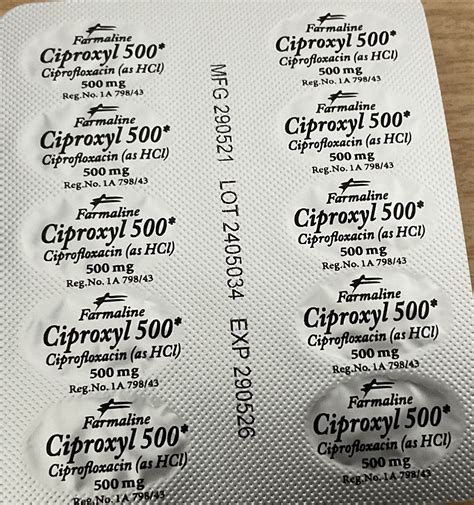 Farmaline
Ciproxyl 500*
Ciprofloxacin (as HCl)
500 mg
Reg.No. 1A 798/43
Farmaline
Ciproxyl 500*
Ciprofloxacin (as HCl)
500 mg
Reg.No. 1A 798/43
Farmaline
Ciproxyl 500*
Ciprofloxacin (as HCl)
500 mg
Reg.No. 1A 798/43
Farmaline
Ciproxyl 500*
Ciprofloxacin (as HCl)
500 mg
Reg.No. 1A 798/43
Farmaline
Ciproxyl 500*
Ciprofloxacin (as HCl)
500 mg
Reg.No. 1A 798/43
MFG 290521 LOT 2405034 EXP 290526
Farmaline
Ciproxyl 500*
Ciprofloxacin (as HCl)
500 mg
Reg.No. 1A 798/43
Farmaline
Ciproxyl 500*
Ciprofloxacin (as HCl)
500 mg
Reg.No. 1A 798/43
Farmaline
Ciproxyl 500*
Ciprofloxacin (as HCl)
500 mg
Reg.No. 1A 798/43
Farmaline
Ciproxyl 500*
Ciprofloxacin (as HCl)
500 mg
Reg.No. 1A 798/43
Farmaline
Ciproxyl 500*
Ciprofloxacin (as HCl)
500 mg
Reg.No. 1A 798/43